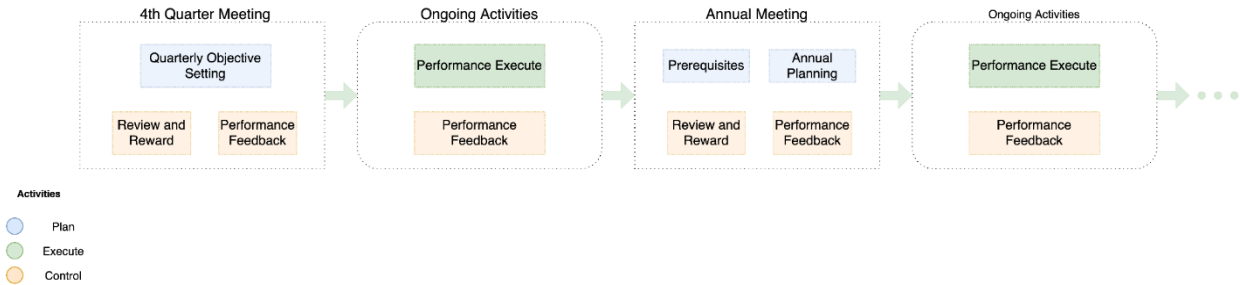 4th Quarter Meeting
Quarterly Objective
Setting
Review and
Reward
Performance
Feedback
Ongoing Activities
Performance Execute
Performance
Feedback
Annual Meeting
Prerequisites
Annual
Planning
Review and
Reward
Performance
Feedback
Ongoing Activities
Performance Execute
Performance
Feedback
Activities
Plan
Execute
Control